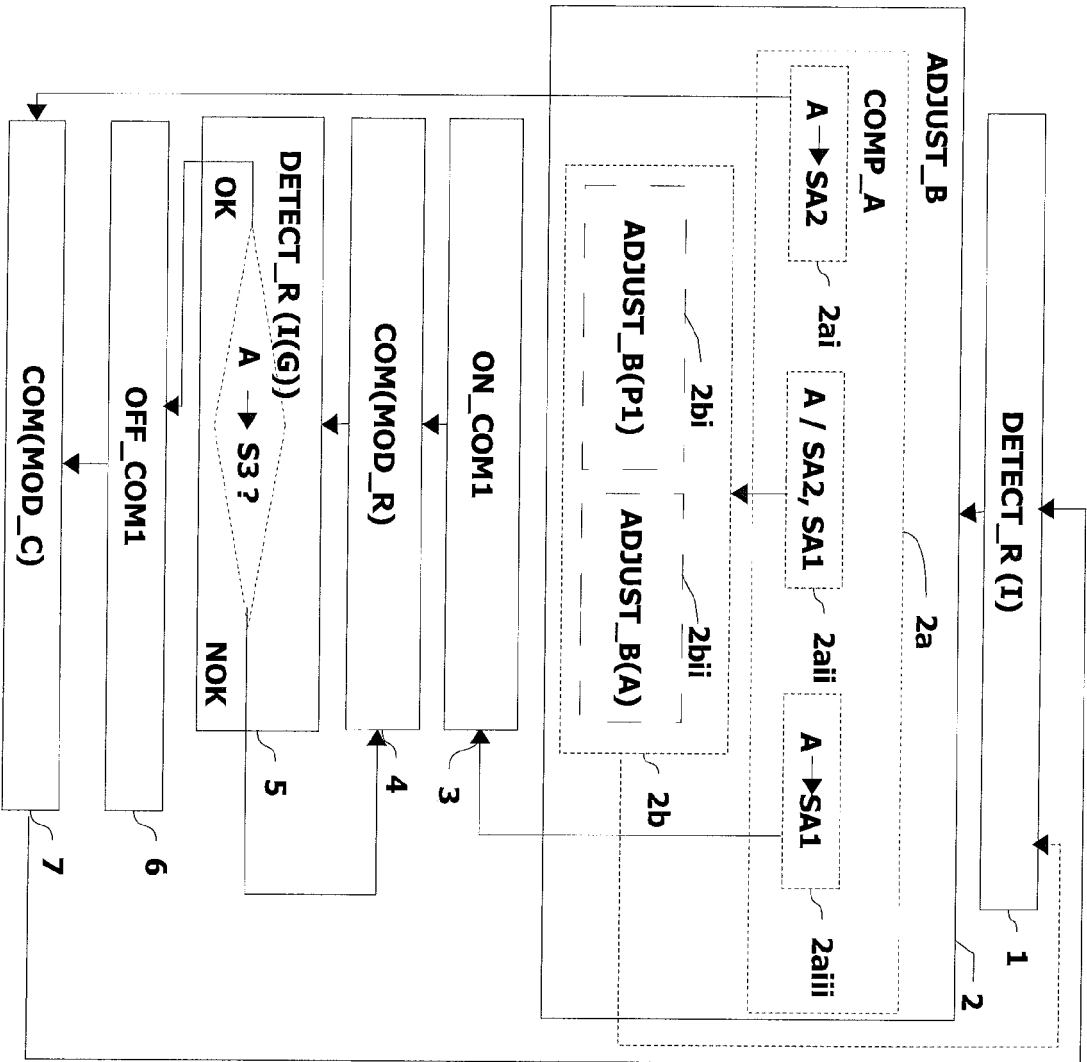 DETECT_R (I)
1
ADJUST_B
2
COMP_A
2a
A → SA2
2ai
A / SA2, SA1
2aii
A → SA1
2aiii
2bi
2bii
ADJUST_B(P1)
ADJUST_B(A)
2b
ON_COM1
3
COM(MOD_R)
4
DETECT_R (I(G))
A → S3 ?
OK
NOK
5
OFF_COM1
6
COM(MOD_C)
7